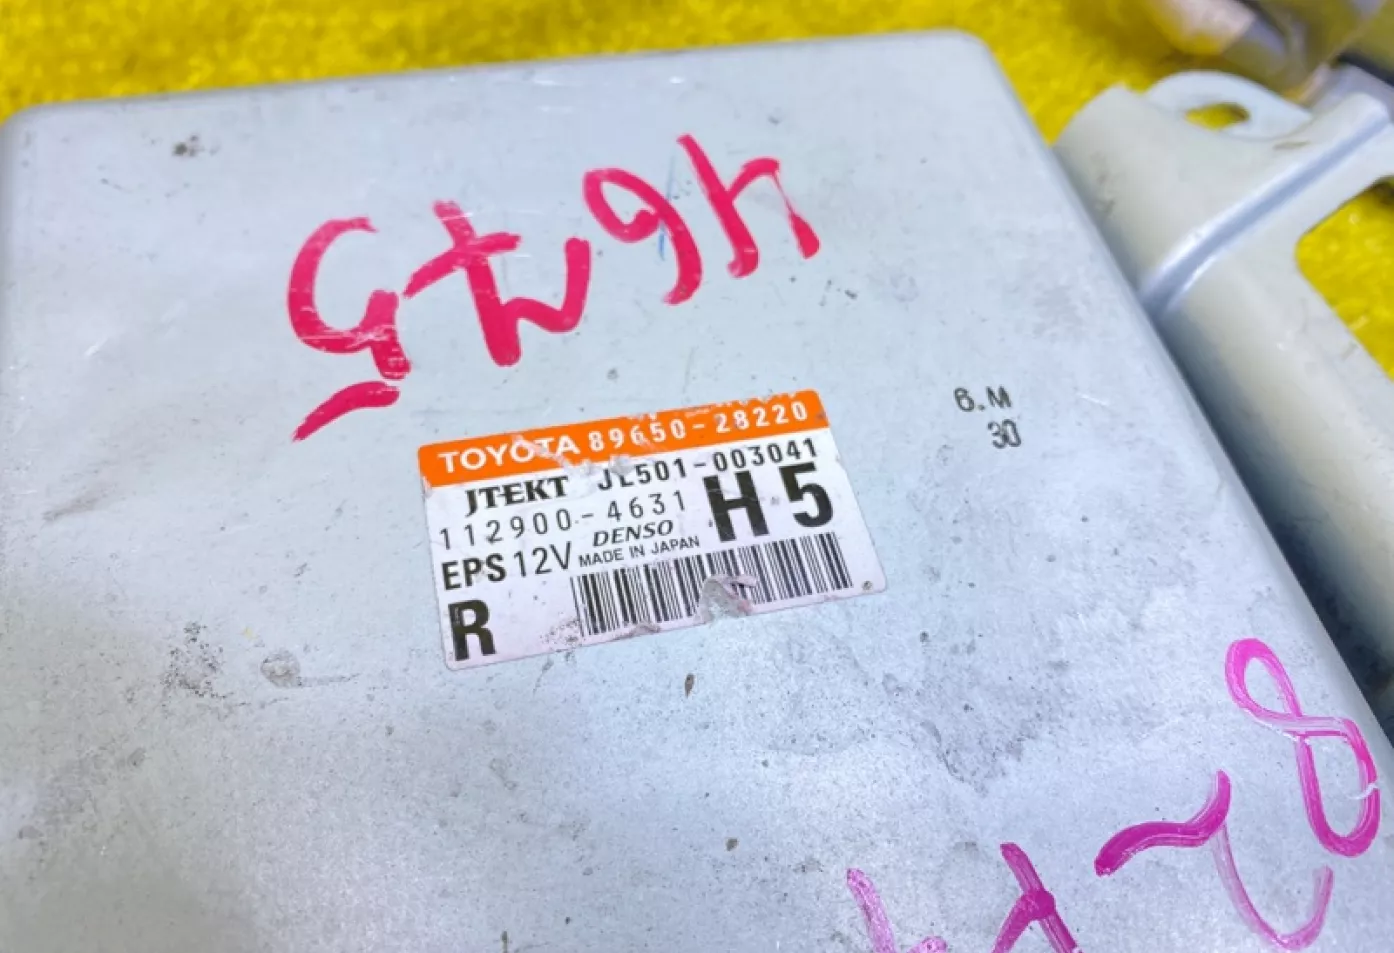 TOYOTA 89650-28220
JTEKT JL501-003041
112900-4631 H5
DENSO
EPS 12V MADE IN JAPAN
R
6.M
30